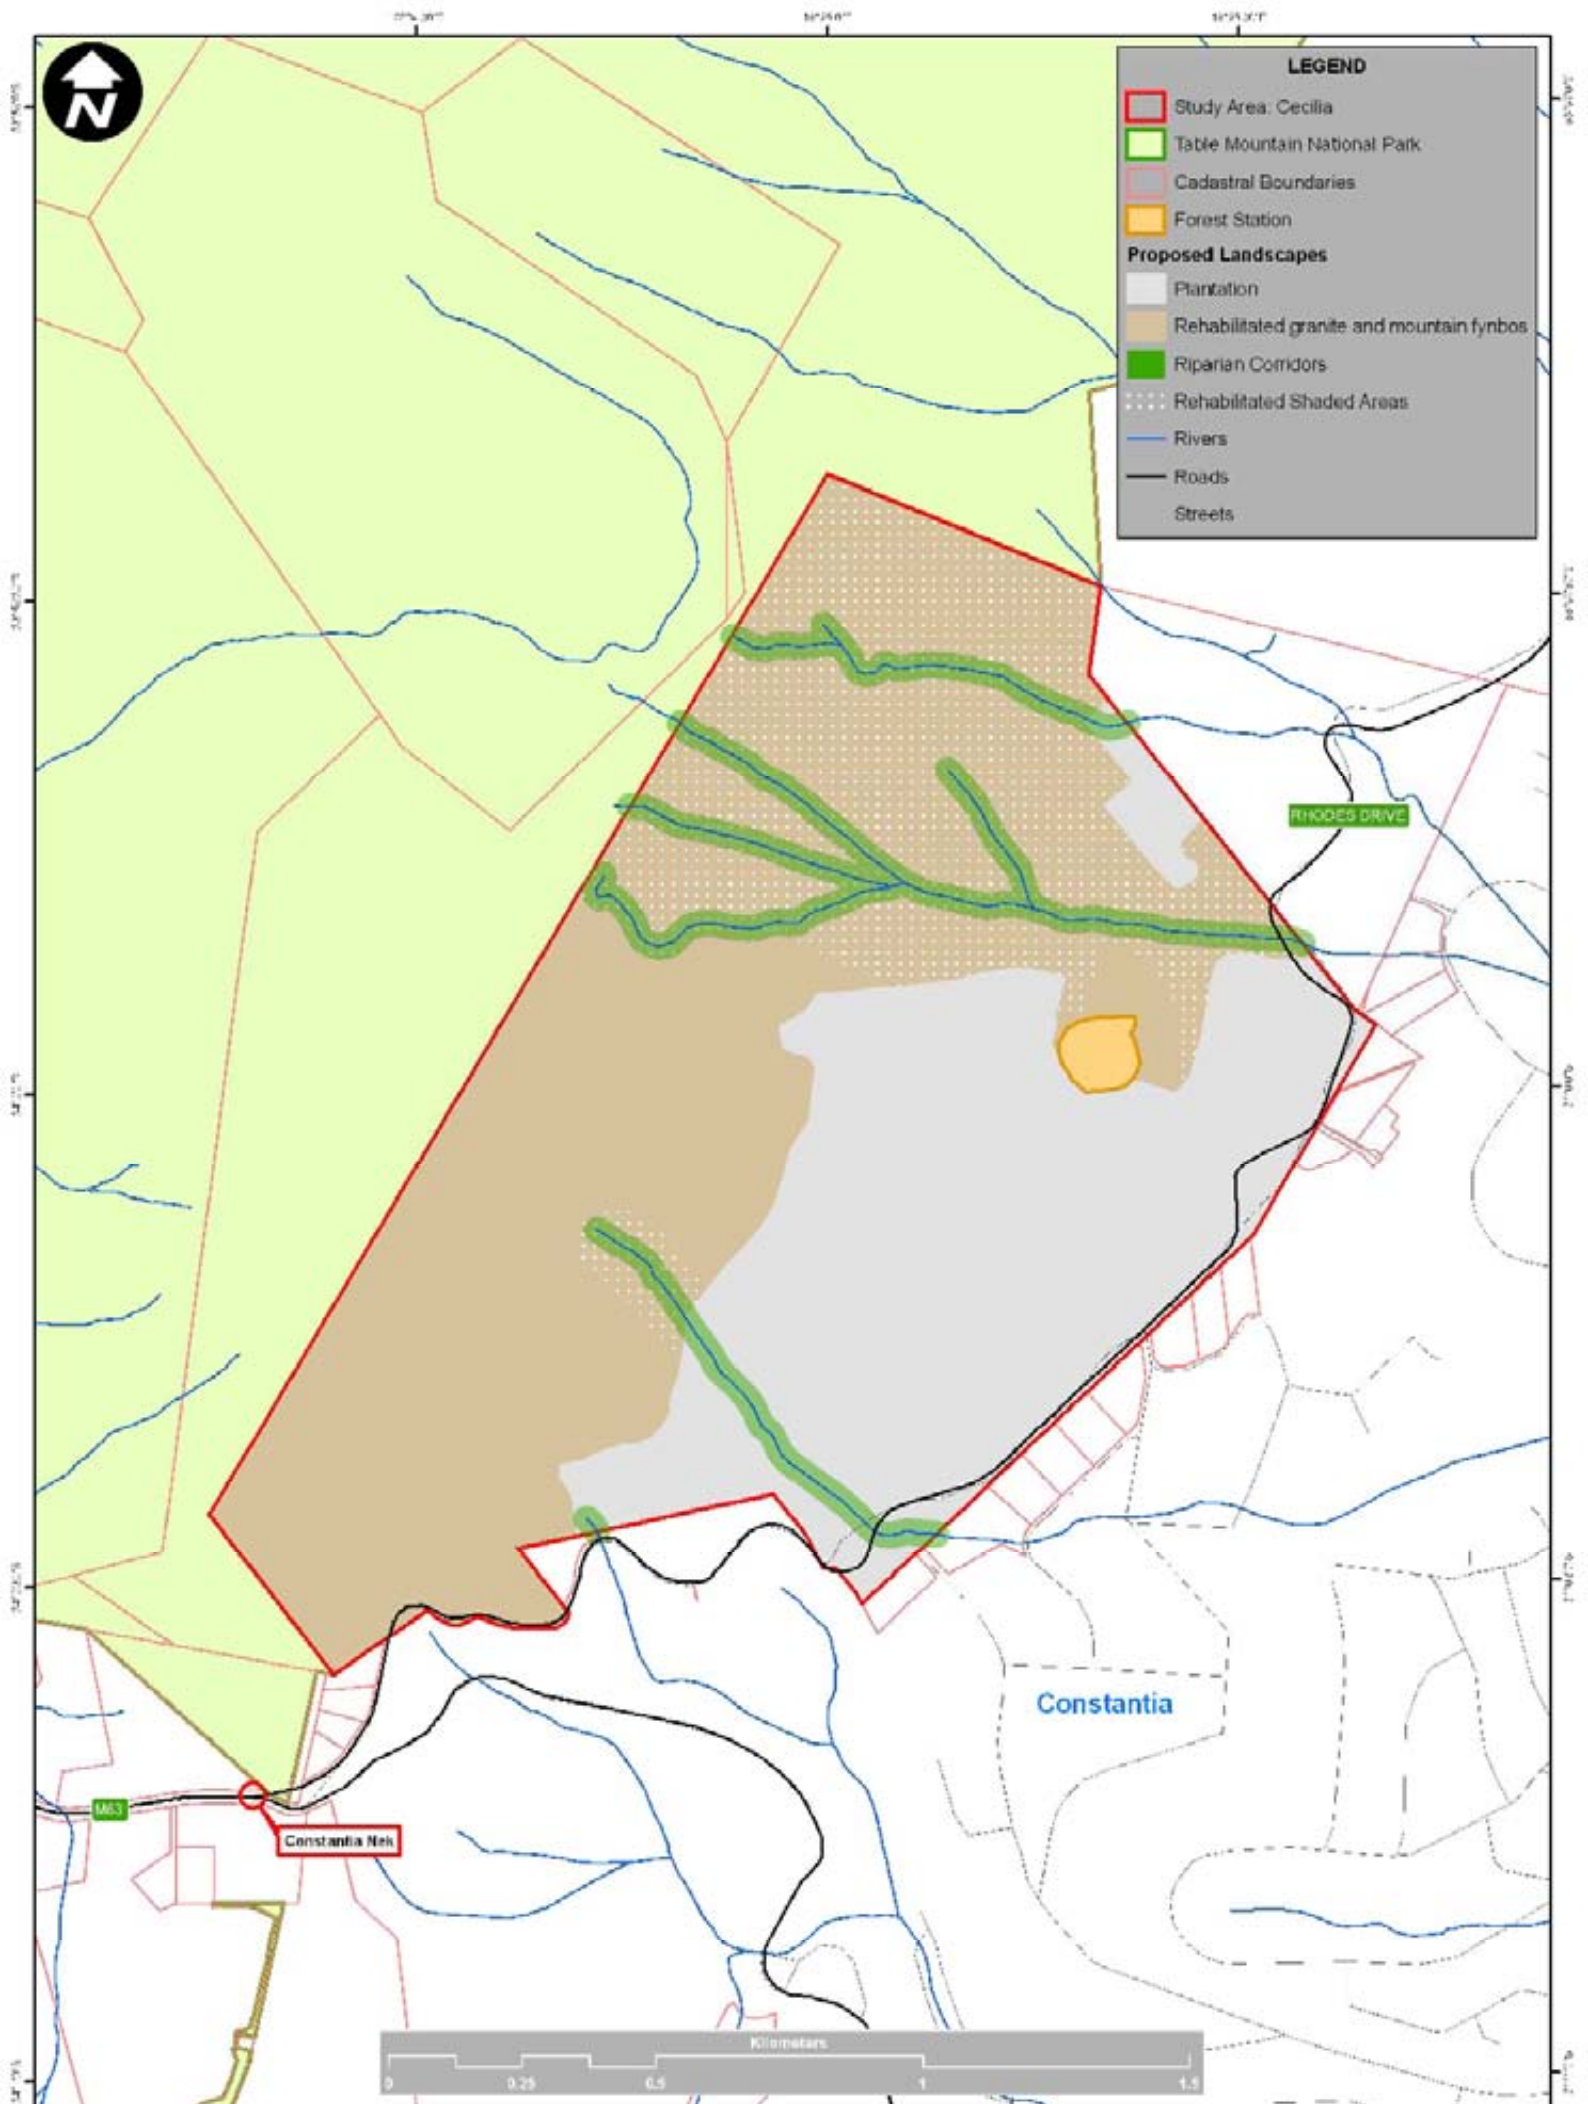 N
LEGEND
Study Area: Cecilia
Table Mountain National Park
Cadastral Boundaries
Forest Station
Proposed Landscapes
Plantation
Rehabilitated granite and mountain fynbos
Riparian Corridors
Rehabilitated Shaded Areas
Rivers
Roads
Streets
RHODES DRIVE
Constantia
M63
Constantia Nek
Kilometers
0 0.25 0.5 1 1.5